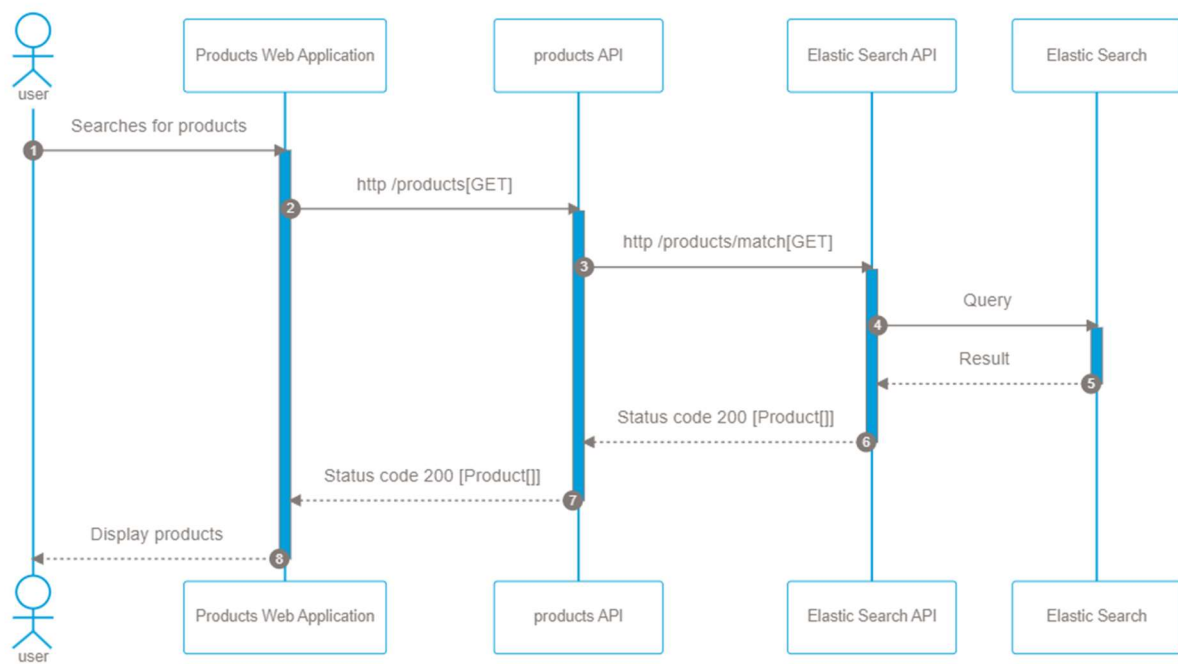 user
Products Web Application
products API
Elastic Search API
Elastic Search
Searches for products
1
http /products[GET]
2
http /products/match[GET]
3
Query
4
Result
5
Status code 200 [Product[]]
6
Status code 200 [Product[]]
7
Display products
8
user
Products Web Application
products API
Elastic Search API
Elastic Search